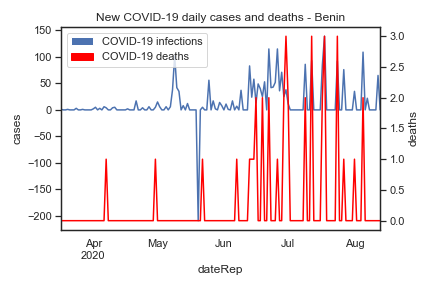 New COVID-19 daily cases and deaths - Benin
COVID-19 infections
COVID-19 deaths
150
100
50
0
−50
−100
−150
−200
cases
3.0
2.5
2.0
1.5
1.0
0.5
0.0
deaths
Apr
2020
May
Jun
Jul
Aug
dateRep